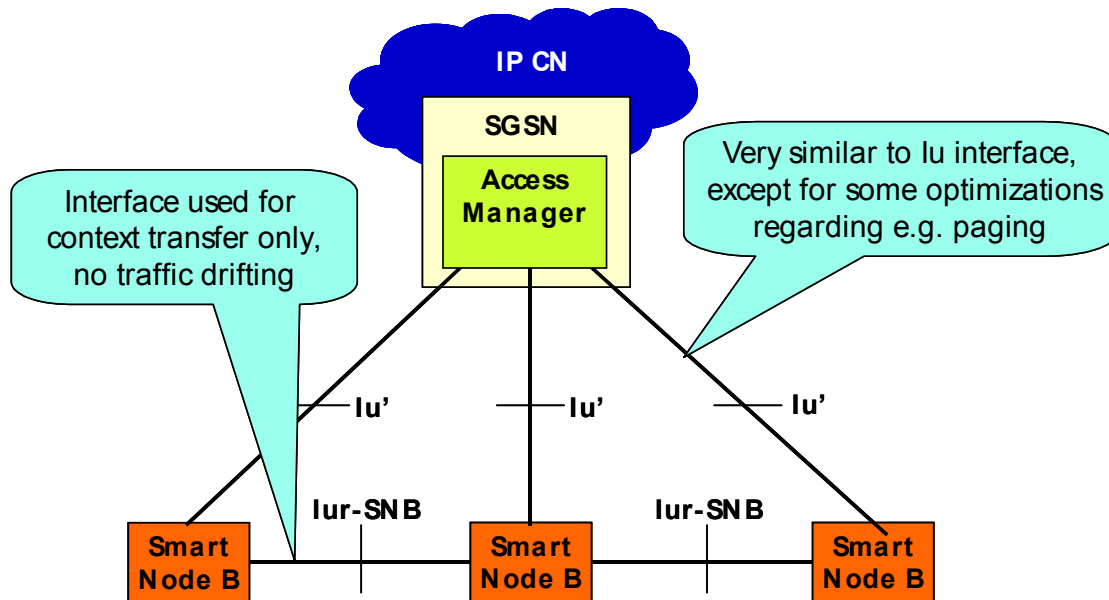 IP CN
SGSN
Access
Manager
Very similar to Iu interface,
except for some optimizations
regarding e.g. paging
Interface used for
context transfer only,
no traffic drifting
Iu’
Iu’
Iu’
Iur-SNB
Iur-SNB
Smart
Node B
Smart
Node B
Smart
Node B